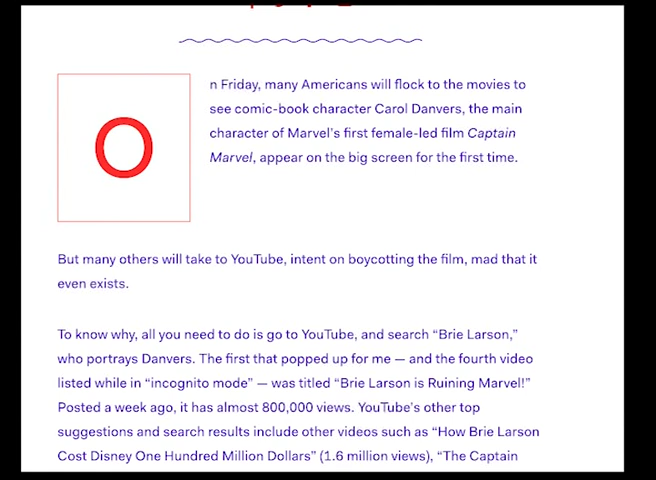 O
n Friday, many Americans will flock to the movies to
see comic-book character Carol Danvers, the main
character of Marvel's first female-led film Captain
Marvel, appear on the big screen for the first time.
But many others will take to YouTube, intent on boycotting the film, mad that it
even exists.
To know why, all you need to do is go to YouTube, and search “Brie Larson,”
who portrays Danvers. The first that popped up for me — and the fourth video
listed while in “incognito mode” — was titled “Brie Larson is Ruining Marvel!”
Posted a week ago, it has almost 800,000 views. YouTube's other top
suggestions and search results include other videos such as “How Brie Larson
Cost Disney One Hundred Million Dollars” (1.6 million views), “The Captain